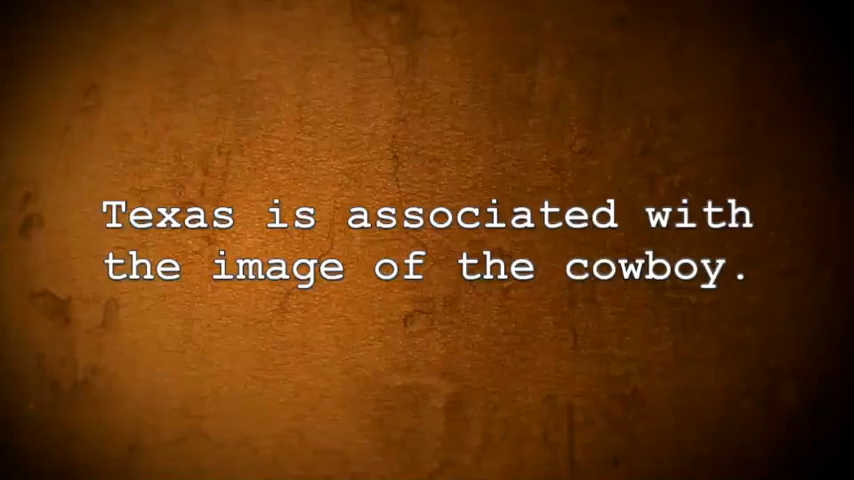 Texas is associated with
the image of the cowboy.